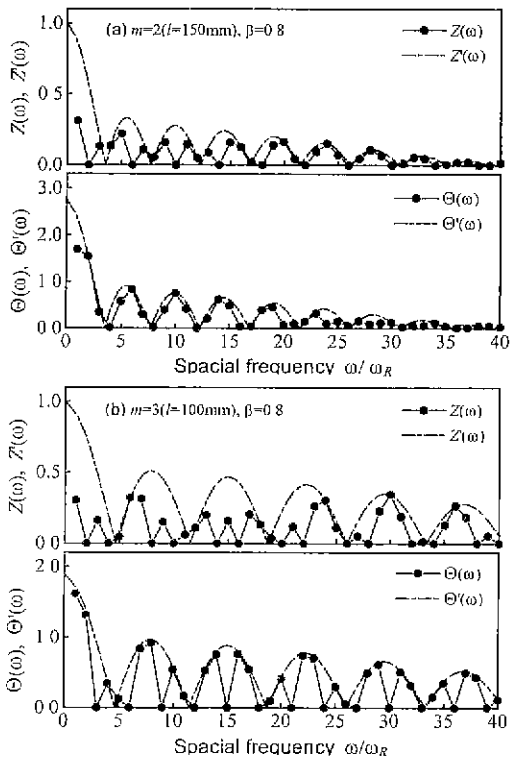 (a) m=2(l=150mm), β=0 8
Z(ω)
Z'(ω)
Z(ω), Z'(ω)
1.0
0.5
0.0
Θ(ω)
Θ'(ω)
Θ(ω), Θ'(ω)
3.0
2.0
1 0
0.0
0 5 10 15 20 25 30 35 40
Spacial frequency ω/ωR
(b) m=3(l=100mm), β=0 8
Z(ω)
Z'(ω)
Z(ω), Z'(ω)
1.0
0.5
0 0
Θ(ω)
Θ'(ω)
Θ(ω), Θ'(ω)
2 0
1 0
0 0
0 5 10 15 20 25 30 35 40
Spacial frequency ω/ωR